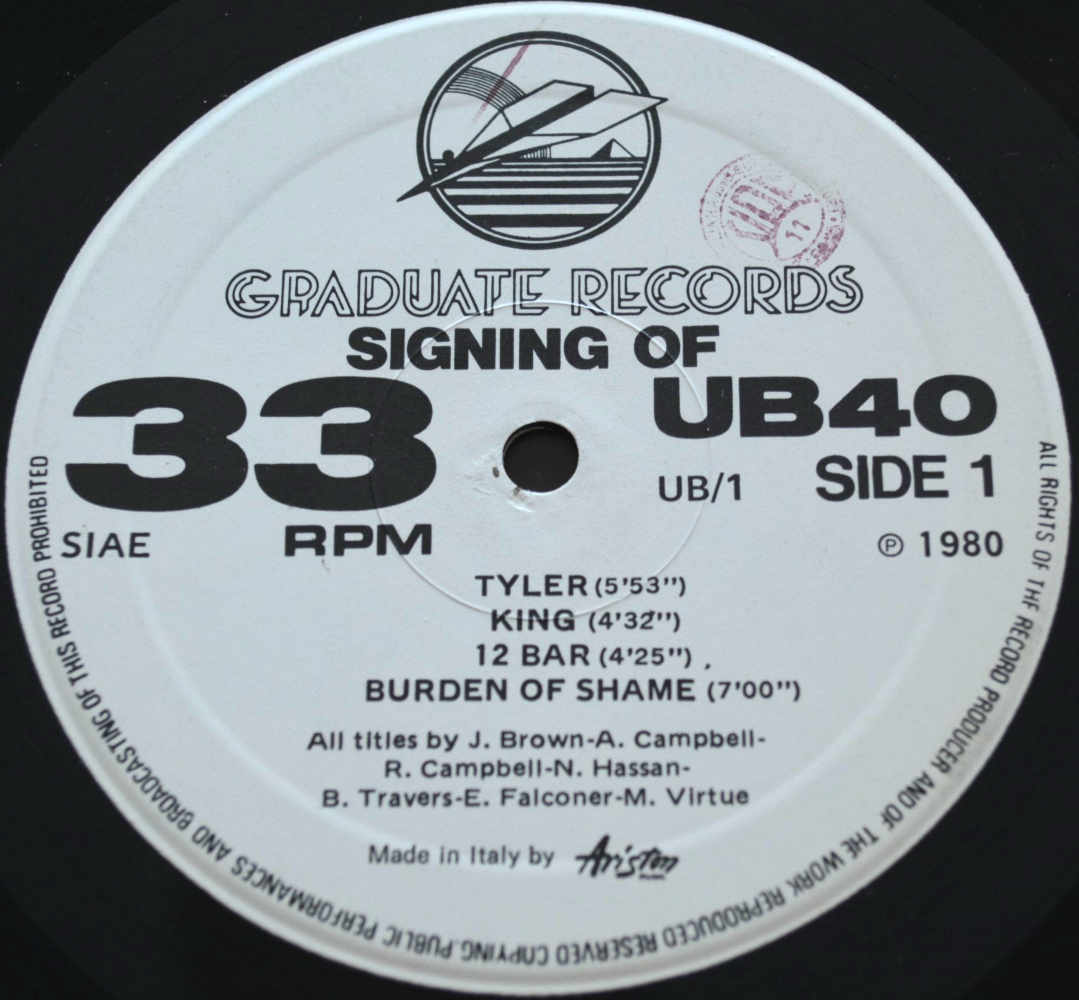 GRADUATE RECORDS
SIGNING OF
33
UB40
UB/1
SIDE 1
SIAE
RPM
℗ 1980
TYLER (5'53'')
KING (4'32'')
12 BAR (4'25'')
BURDEN OF SHAME (7'00'')
All titles by J. Brown-A. Campbell-
R. Campbell-N. Hassan-
B. Travers-E. Falconer-M. Virtue
Made in Italy by Ariston
ALL RIGHTS OF THE RECORD PRODUCER AND OF THE WORK REPRODUCED RESERVED COPYING, PUBLIC PERFORMANCES AND BROADCASTING OF THIS RECORD PROHIBITED
11